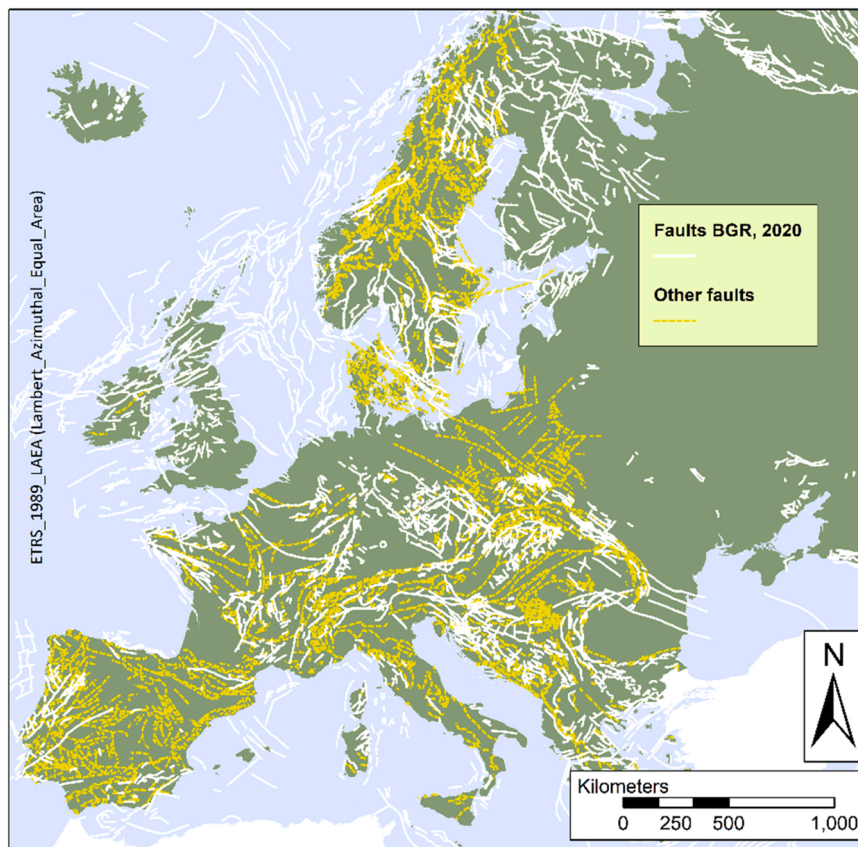 ETRS_1989_LAEA (Lambert_Azimuthal_Equal_Area)
Faults BGR, 2020
Other faults
N
Kilometers
0 250 500 1,000